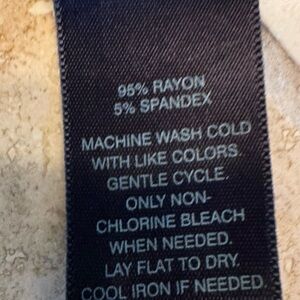 95% RAYON
5% SPANDEX
MACHINE WASH COLD
WITH LIKE COLORS.
GENTLE CYCLE.
ONLY NON-
CHLORINE BLEACH
WHEN NEEDED.
LAY FLAT TO DRY.
COOL IRON IF NEEDED.